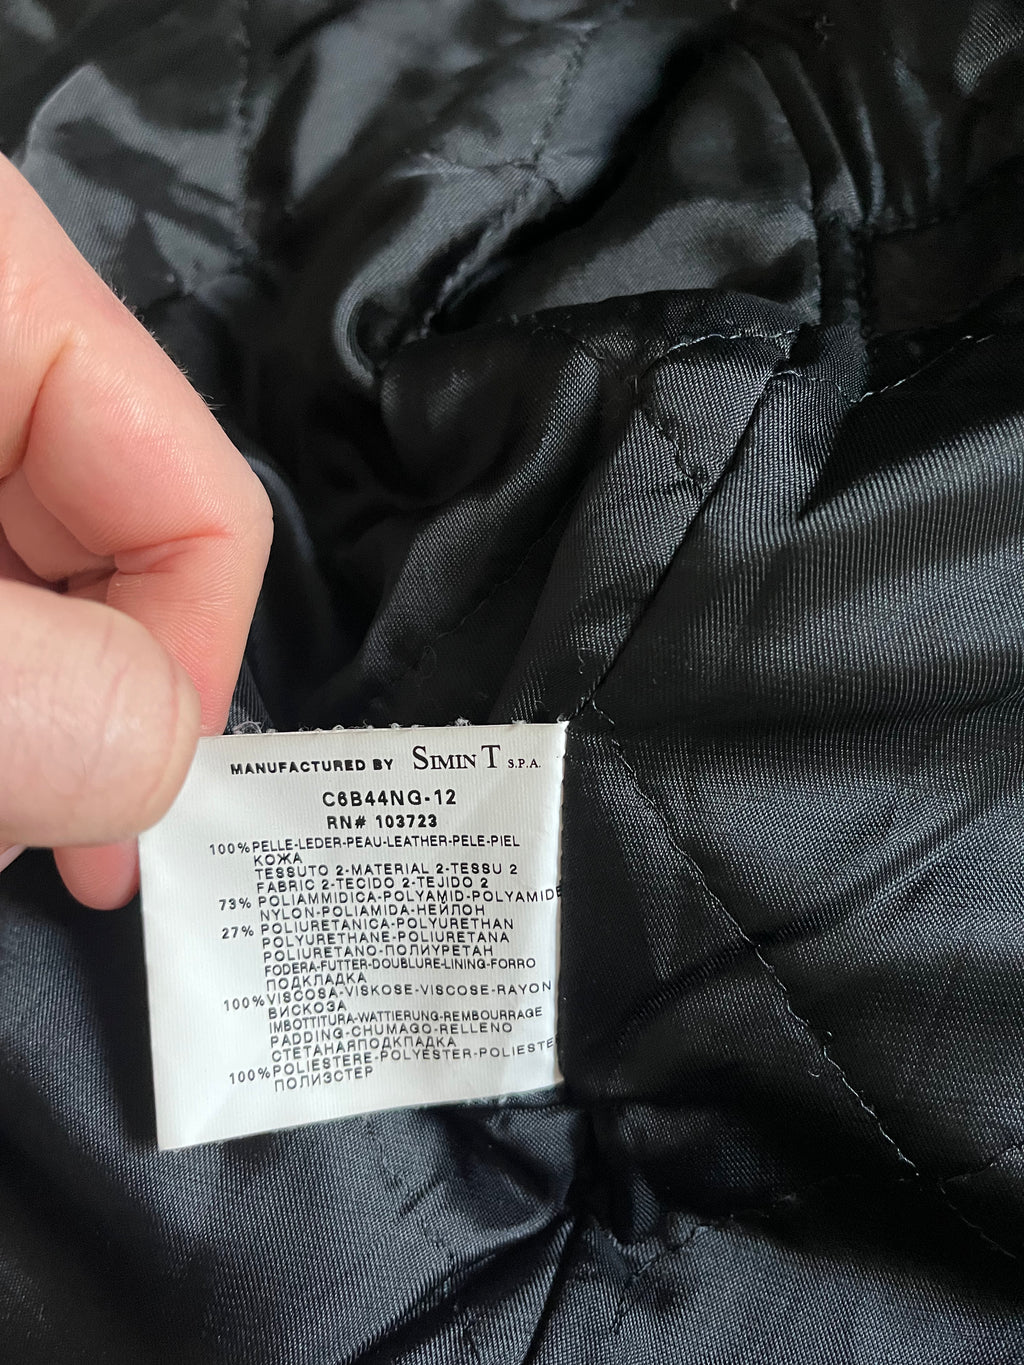 MANUFACTURED BY SIMIN T S.P.A.
C6B44NG-12
RN# 103723
100% PELLE-LEDER-PEAU-LEATHER-PELE-PIEL
КОЖА
TESSUTO 2-MATERIAL 2-TESSU 2
FABRIC 2-TECIDO 2-TEJIDO 2
73% POLIAMMIDICA-POLYAMID-POLYAMIDE
NYLON-POLIAMIDA-НЕЙЛОН
27% POLIURETANICA-POLYURETHAN
POLYURETHANE-POLIURETANA
POLIURETANO-ПОЛИУРЕТАН
FODERA-FUTTER-DOUBLURE-LINING-FORRO
ПОДКЛАДКА
100% VISCOSA-VISKOSE-VISCOSE-RAYON
ВИСКОЗА
IMBOTTITURA-WATTIERUNG-REMBOURRAGE
PADDING-CHUMAGO-RELLENO
СТЕТАНАЯПОДКЛАДКА
100% POLIESTERE-POLYESTER-POLIESTE
ПОЛИЗСТЕР